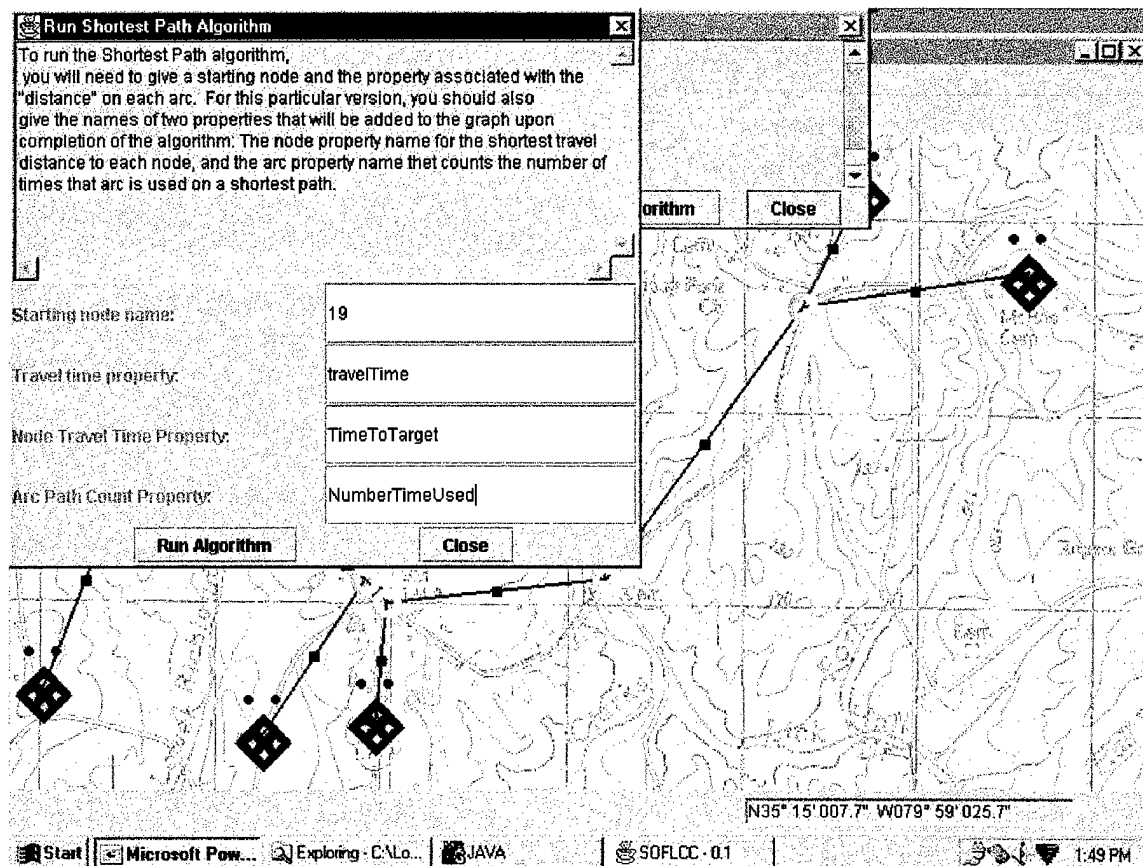 Run Shortest Path Algorithm
To run the Shortest Path algorithm,
you will need to give a starting node and the property associated with the
"distance" on each arc. For this particular version, you should also
give the names of two properties that will be added to the graph upon
completion of the algorithm: The node property name for the shortest travel
distance to each node, and the arc property name thet counts the number of
times that arc is used on a shortest path.
orithm
Close
Starting node name:
19
Travel time property:
travelTime
Node Travel Time Property:
TimeToTarget
Arc Path Count Property:
NumberTimeUsed
Run Algorithm
Close
N35° 15' 007.7" W079° 59' 025.7"
Start
Microsoft Pow...
Exploring - C:\Lo...
JAVA
SOFLCC - 0.1
1:49 PM